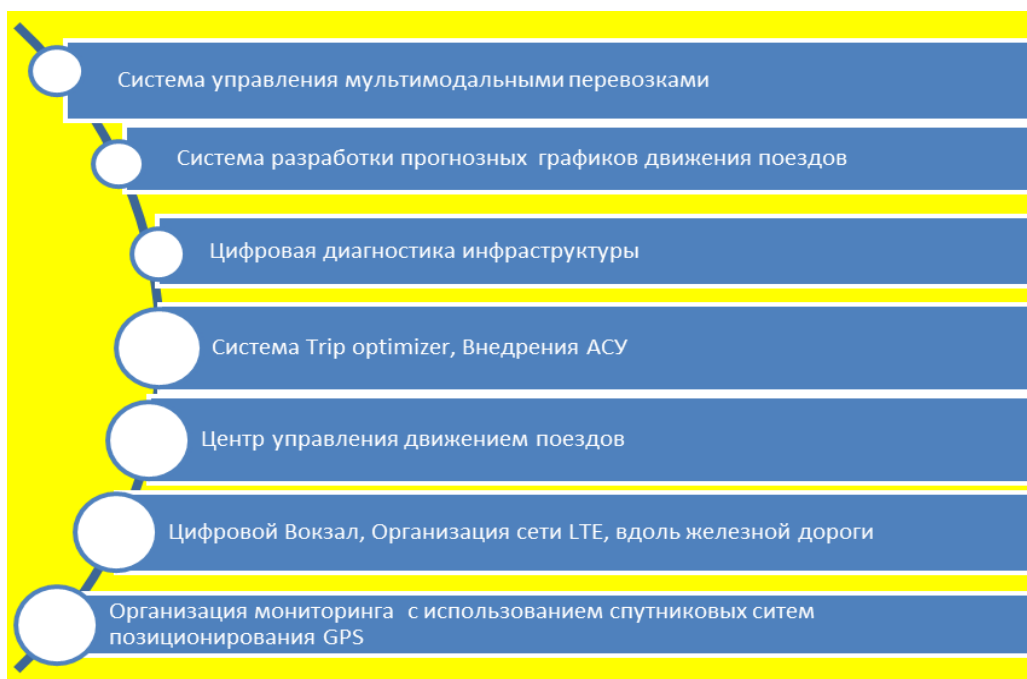 Система управления мультимодальными перевозками
Система разработки прогнозных графиков движения поездов
Цифровая диагностика инфраструктуры
Система Trip optimizer, Внедрения АСУ
Центр управления движением поездов
Цифровой Вокзал, Организация сети LTE, вдоль железной дороги
Организация мониторинга с использованием спутниковых ситем
позиционирования GPS